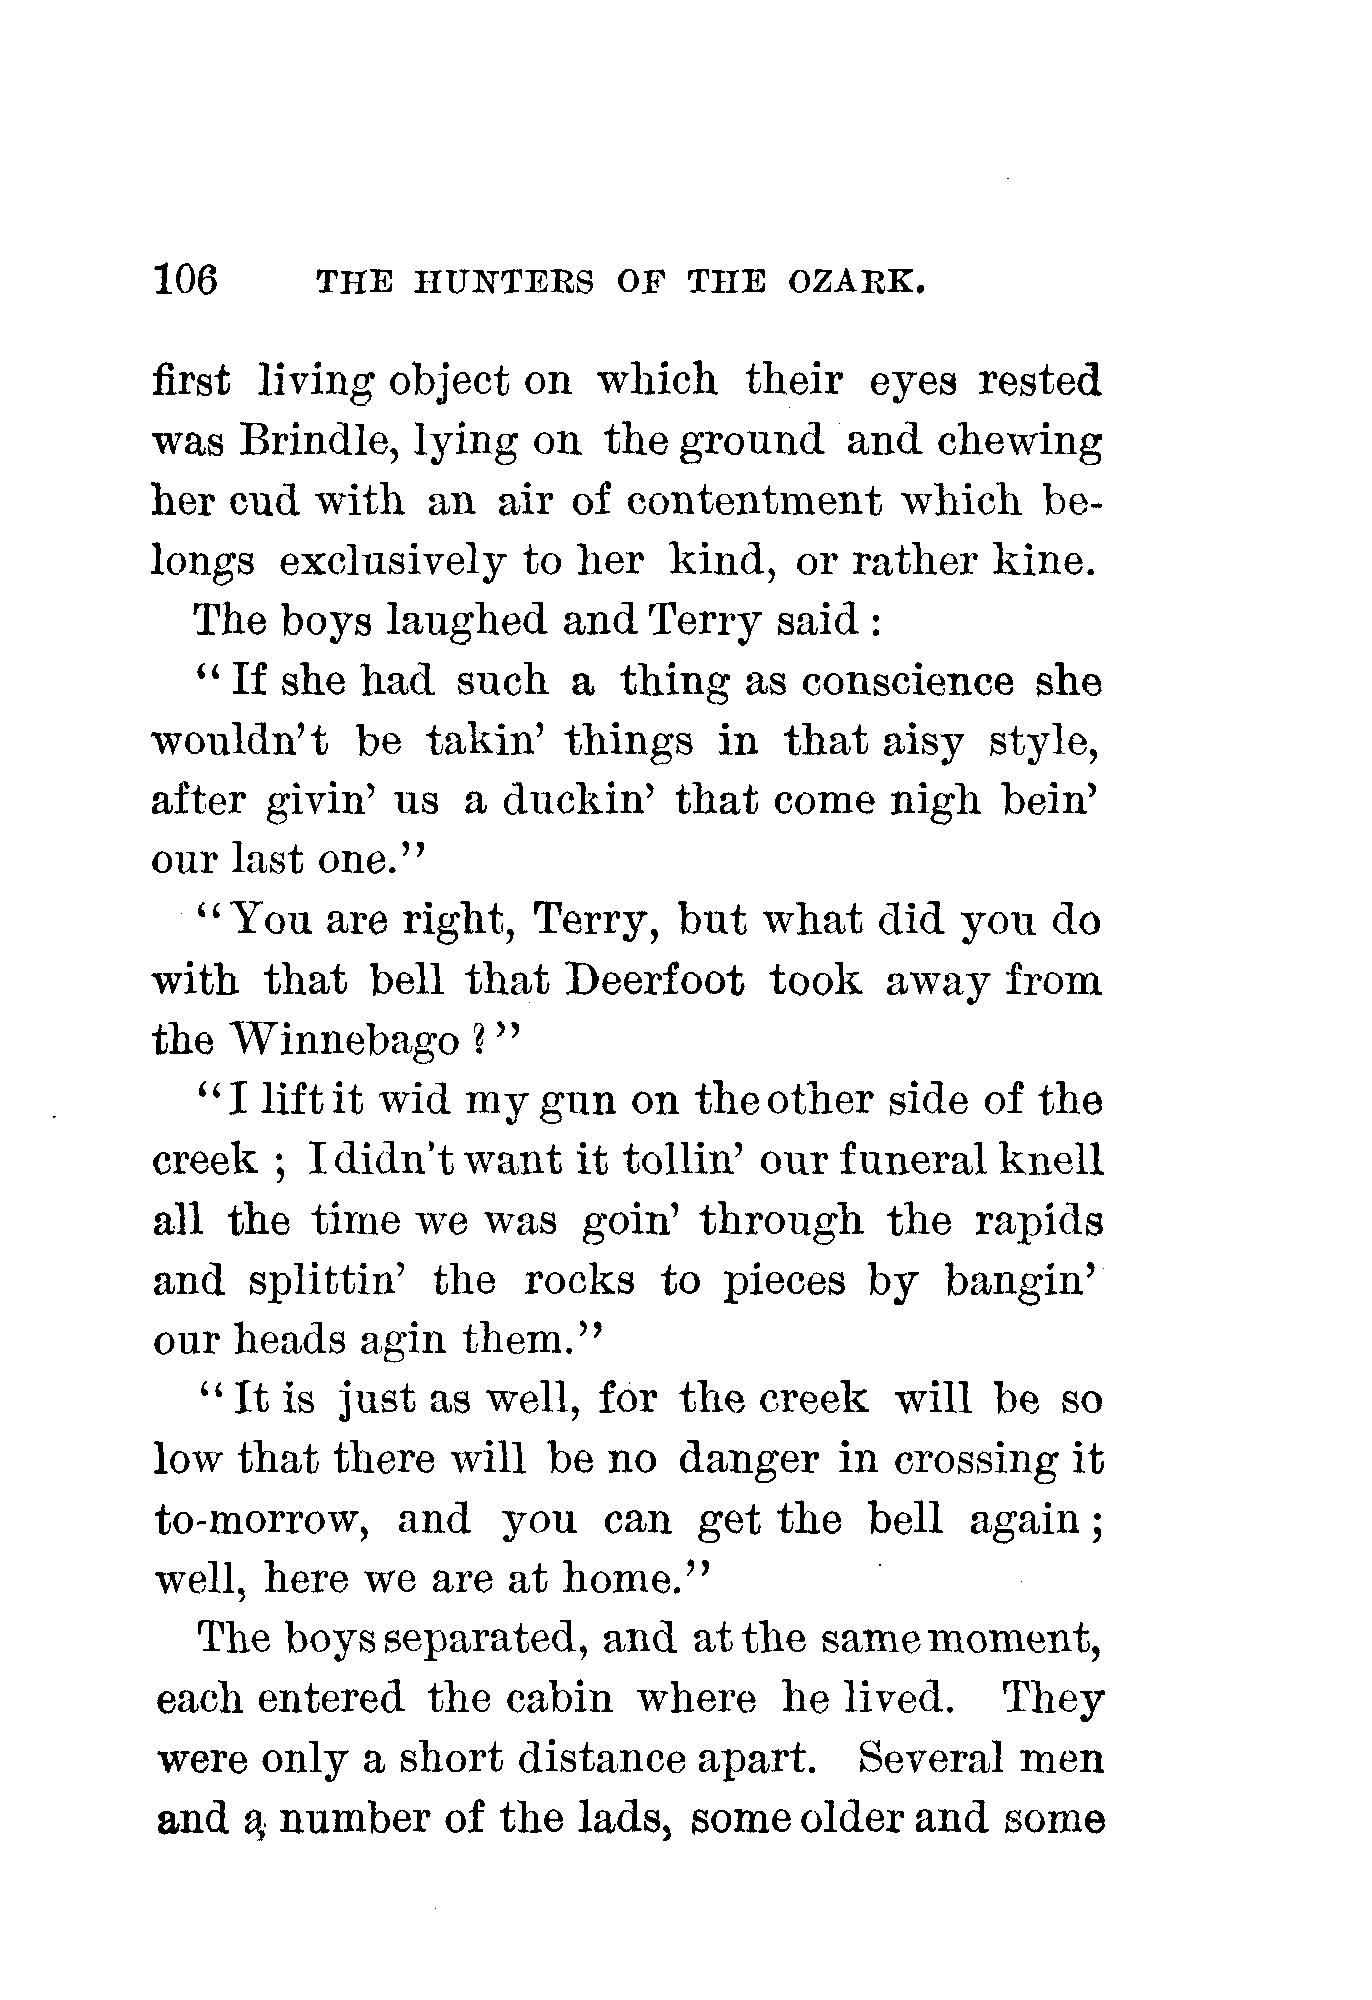 106 THE HUNTERS OF THE OZARK.
first living object on which their eyes rested
was Brindle, lying on the ground and chewing
her cud with an air of contentment which be-
longs exclusively to her kind, or rather kine.
The boys laughed and Terry said :
“ If she had such a thing as conscience she
wouldn’t be takin’ things in that aisy style,
after givin’ us a duckin’ that come nigh bein’
our last one.”
“ You are right, Terry, but what did you do
with that bell that Deerfoot took away from
the Winnebago ? ”
“ I lift it wid my gun on the other side of the
creek ; I didn’t want it tollin’ our funeral knell
all the time we was goin’ through the rapids
and splittin’ the rocks to pieces by bangin’
our heads agin them.”
“ It is just as well, for the creek will be so
low that there will be no danger in crossing it
to-morrow, and you can get the bell again ;
well, here we are at home.”
The boys separated, and at the same moment,
each entered the cabin where he lived. They
were only a short distance apart. Several men
and a number of the lads, some older and some